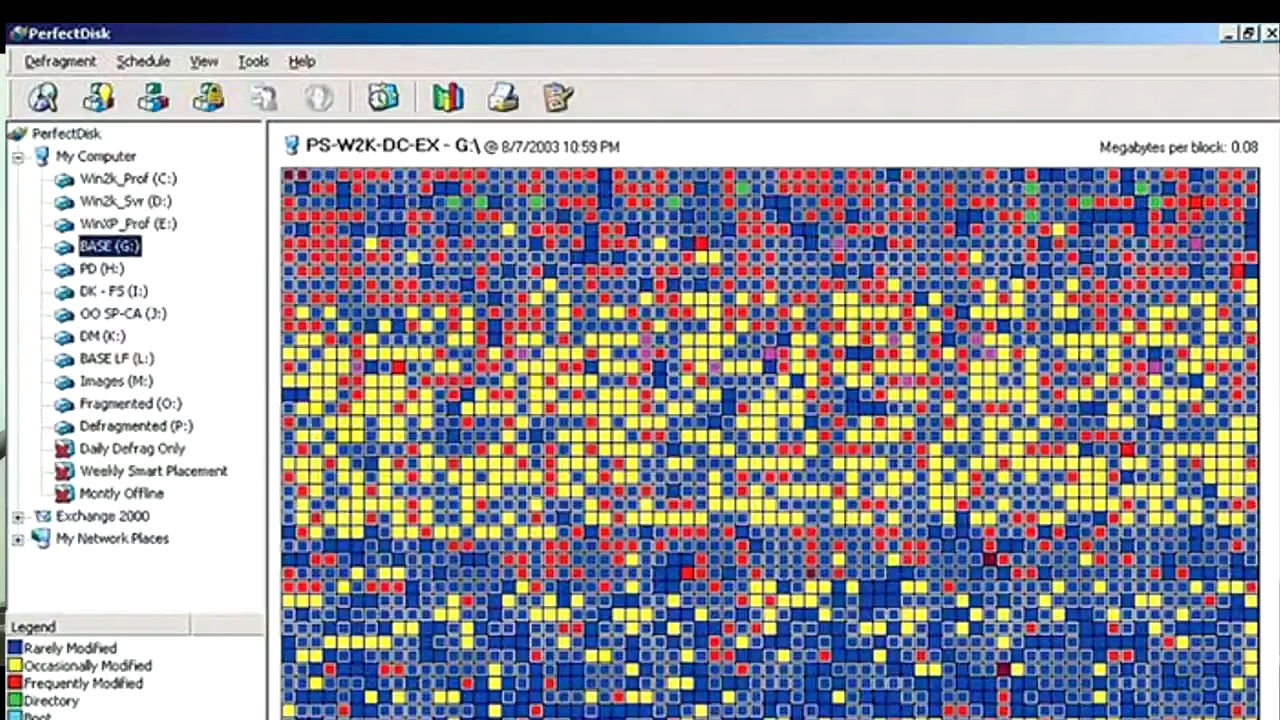 PerfectDisk
Defragment Schedule View Tools Help
PerfectDisk
My Computer
Win2k_Prof (C:)
Win2k_Svr (D:)
WinXP_Prof (E:)
BASE (G:)
PD (H:)
DK - PS (I:)
OO SP-CA (J:)
DM (K:)
BASE LF (L:)
Images (M:)
Fragmented (O:)
Defragmented (P:)
Daily Defrag Only
Weekly Smart Placement
Montly Offline
Exchange 2000
My Network Places
Legend
Rarely Modified
Occasionally Modified
Frequently Modified
Directory
Boot
PS-W2K-DC-EX - G:\ @ 8/7/2003 10:59 PM
Megabytes per block: 0.08